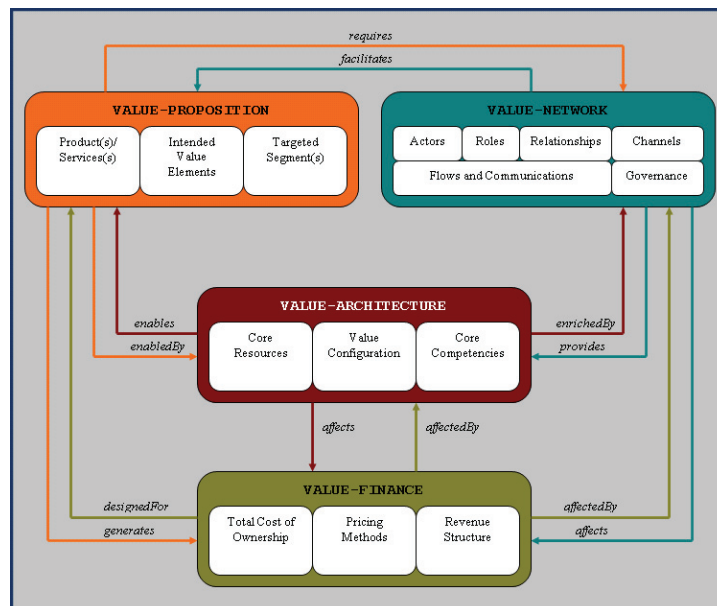 requires
facilitates
VALUE-PROPOSITION
Product(s)/
Services(s)
Intended
Value
Elements
Targeted
Segment(s)
VALUE-NETWORK
Actors
Roles
Relationships
Channels
Flows and Communications
Governance
VALUE-ARCHITECTURE
Core
Resources
Value
Configuration
Core
Competencies
enables
enabledBy
enrichedBy
provides
affects
affectedBy
VALUE-FINANCE
Total Cost of
Ownership
Pricing
Methods
Revenue
Structure
designedFor
generates
affectedBy
affects